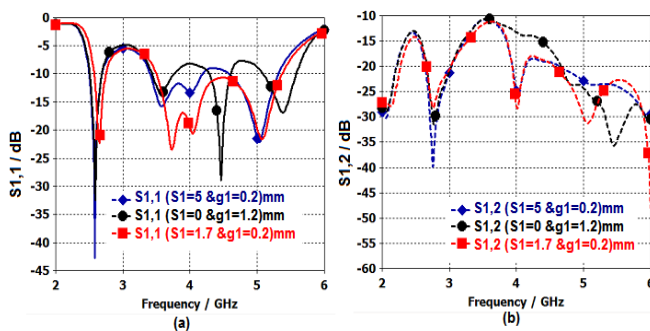 0
-5
-10
-15
-20
-25
-30
-35
-40
-45
S1,1 / dB
S1,1 (S1=5 &g1=0.2)mm
S1,1 (S1=0 &g1=1.2)mm
S1,1 (S1=1.7 &g1=0.2)mm
2 3 4 5 6
Frequency / GHz
(a)
-10
-15
-20
-25
-30
-35
-40
-45
-50
-55
-60
S1,2 / dB
S1,2 (S1=5 &g1=0.2)mm
S1,2 (S1=0 &g1=1.2)mm
S1,2 (S1=1.7 &g1=0.2)mm
2 3 4 5 6
Frequency / GHz
(b)